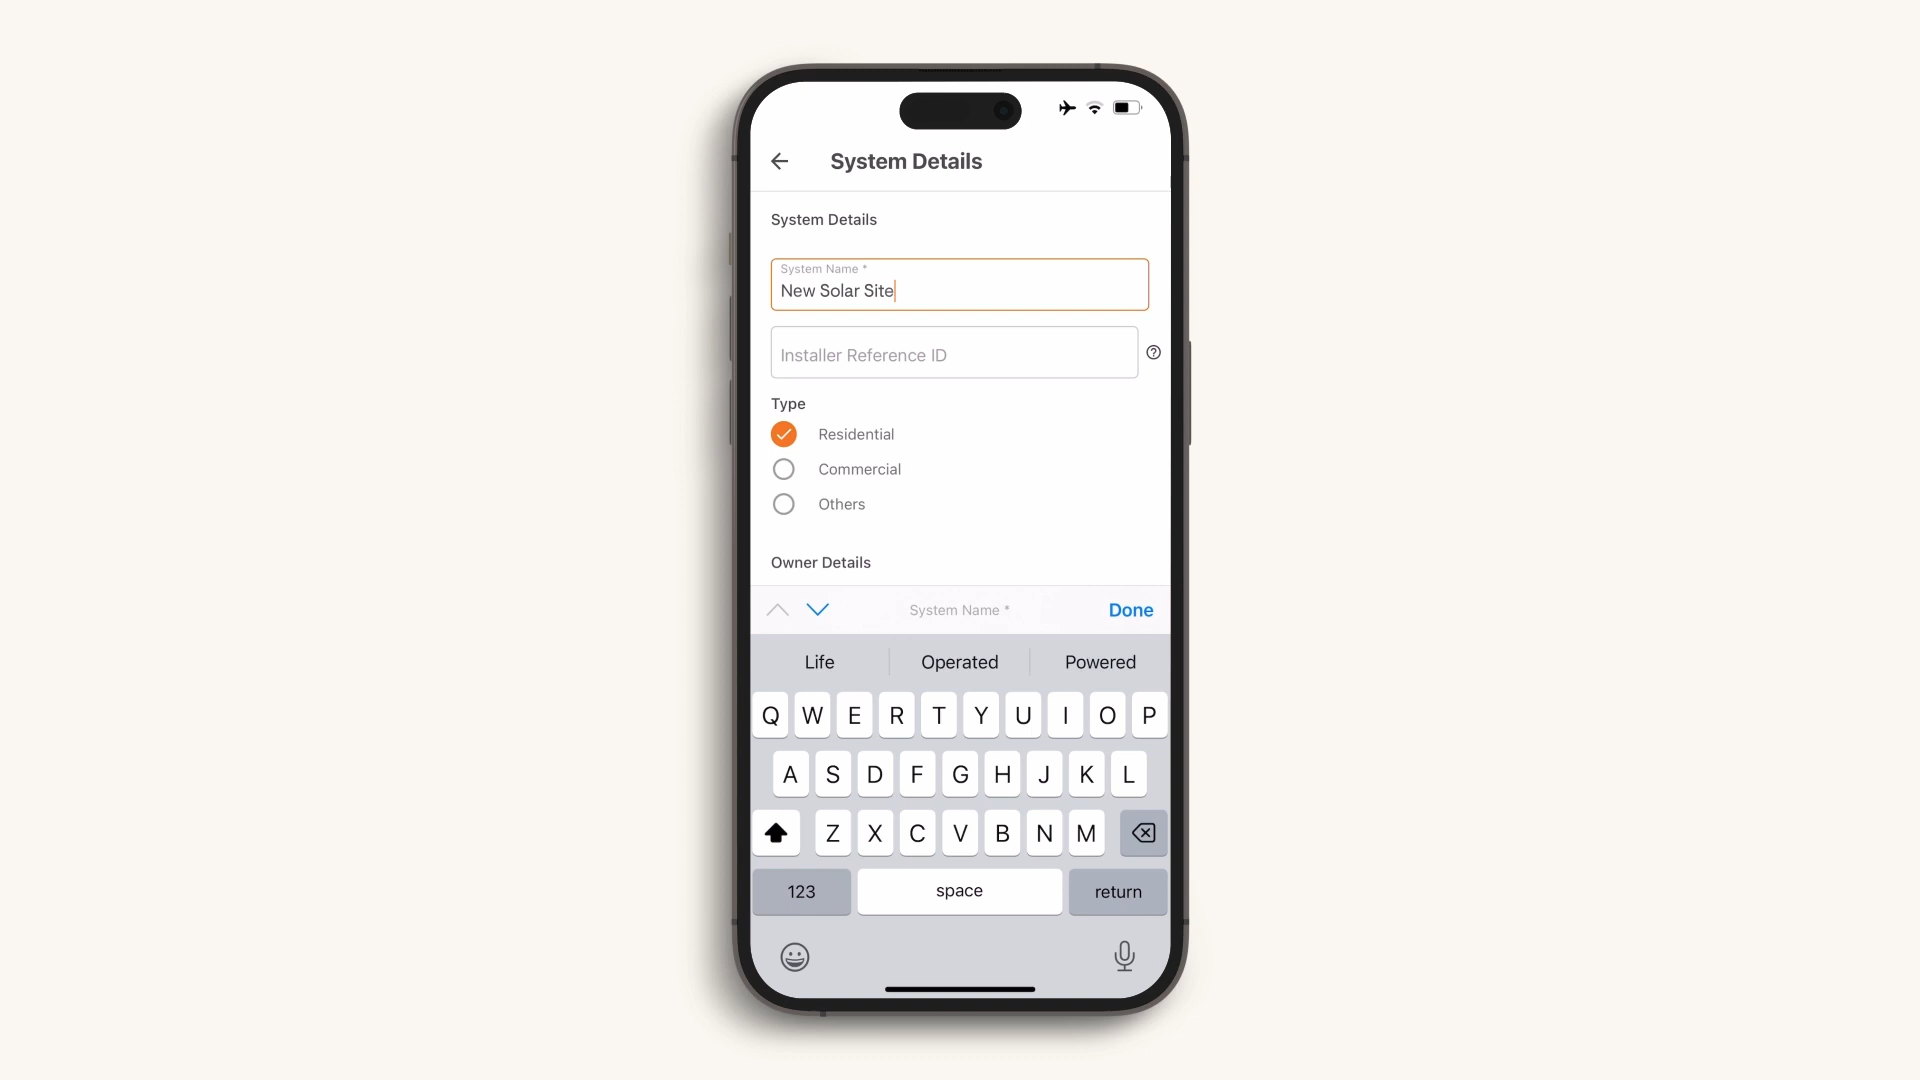 System Details
System Details
System Name *
New Solar Site
Installer Reference ID
Type
Residential
Commercial
Others
Owner Details
System Name *
Done
Life Operated Powered
Q W E R T Y U I O P
A S D F G H J K L
Z X C V B N M
123 space return